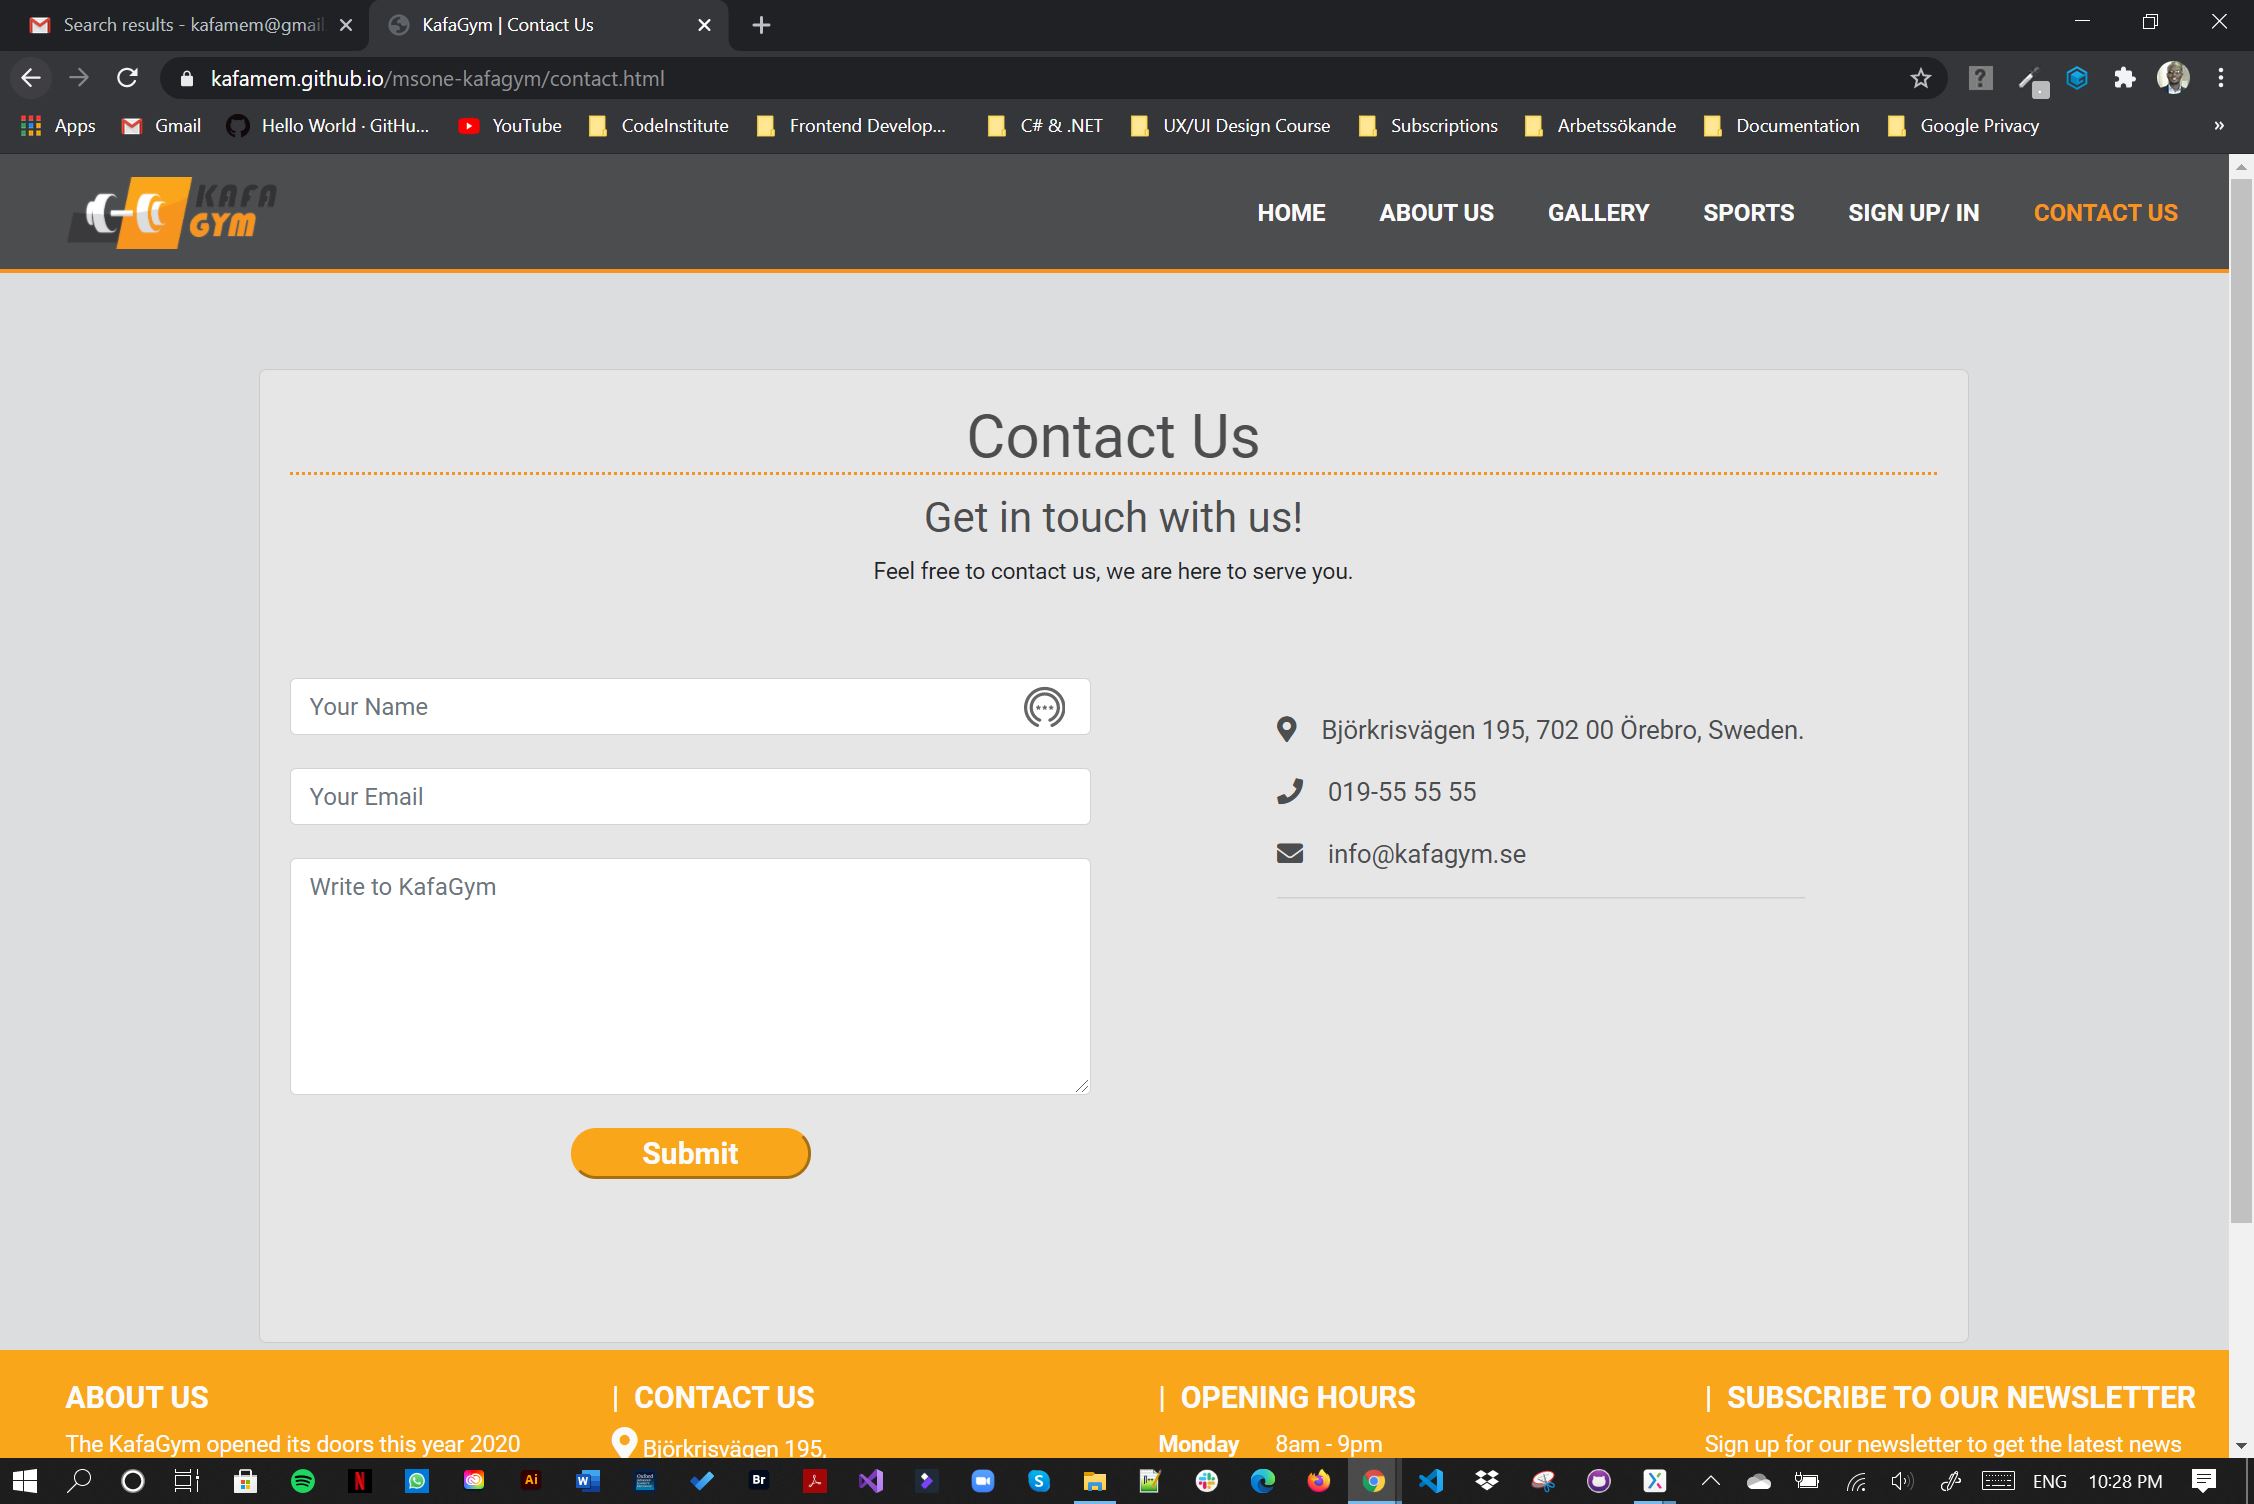 Search results - kafamem@gmail
KafaGym | Contact Us
kafamem.github.io/msone-kafagym/contact.html
Apps
Gmail
Hello World · GitHu...
YouTube
CodeInstitute
Frontend Develop...
C# & .NET
UX/UI Design Course
Subscriptions
Arbetssökande
Documentation
Google Privacy
»
KAFA
GYM
HOME
ABOUT US
GALLERY
SPORTS
SIGN UP/ IN
CONTACT US
Contact Us
Get in touch with us!
Feel free to contact us, we are here to serve you.
Your Name
Your Email
Write to KafaGym
Submit
Björkrisvägen 195, 702 00 Örebro, Sweden.
019-55 55 55
info@kafagym.se
ABOUT US
The KafaGym opened its doors this year 2020
| CONTACT US
Björkrisvägen 195,
| OPENING HOURS
Monday 8am - 9pm
| SUBSCRIBE TO OUR NEWSLETTER
Sign up for our newsletter to get the latest news
Ai
Br
ENG
10:28 PM